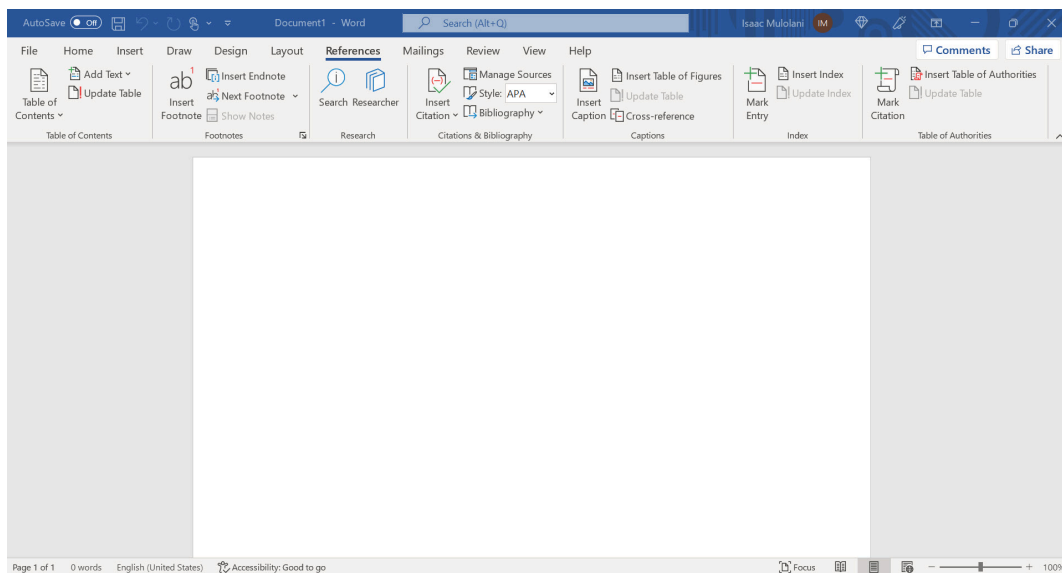 AutoSave Off Document1 - Word Search (Alt+Q) Isaac Mulolani IM
File Home Insert Draw Design Layout References Mailings Review View Help Comments Share
Table of Contents
Add Text
Update Table
Table of Contents
ab1
Insert Footnote
Insert Endnote
Next Footnote
Show Notes
Footnotes
Search Researcher
Research
Insert Citation
Manage Sources
Style: APA
Bibliography
Citations & Bibliography
Insert Caption
Insert Table of Figures
Update Table
Cross-reference
Captions
Mark Entry
Insert Index
Update Index
Index
Mark Citation
Insert Table of Authorities
Update Table
Table of Authorities
Page 1 of 1 0 words English (United States) Accessibility: Good to go Focus 100%